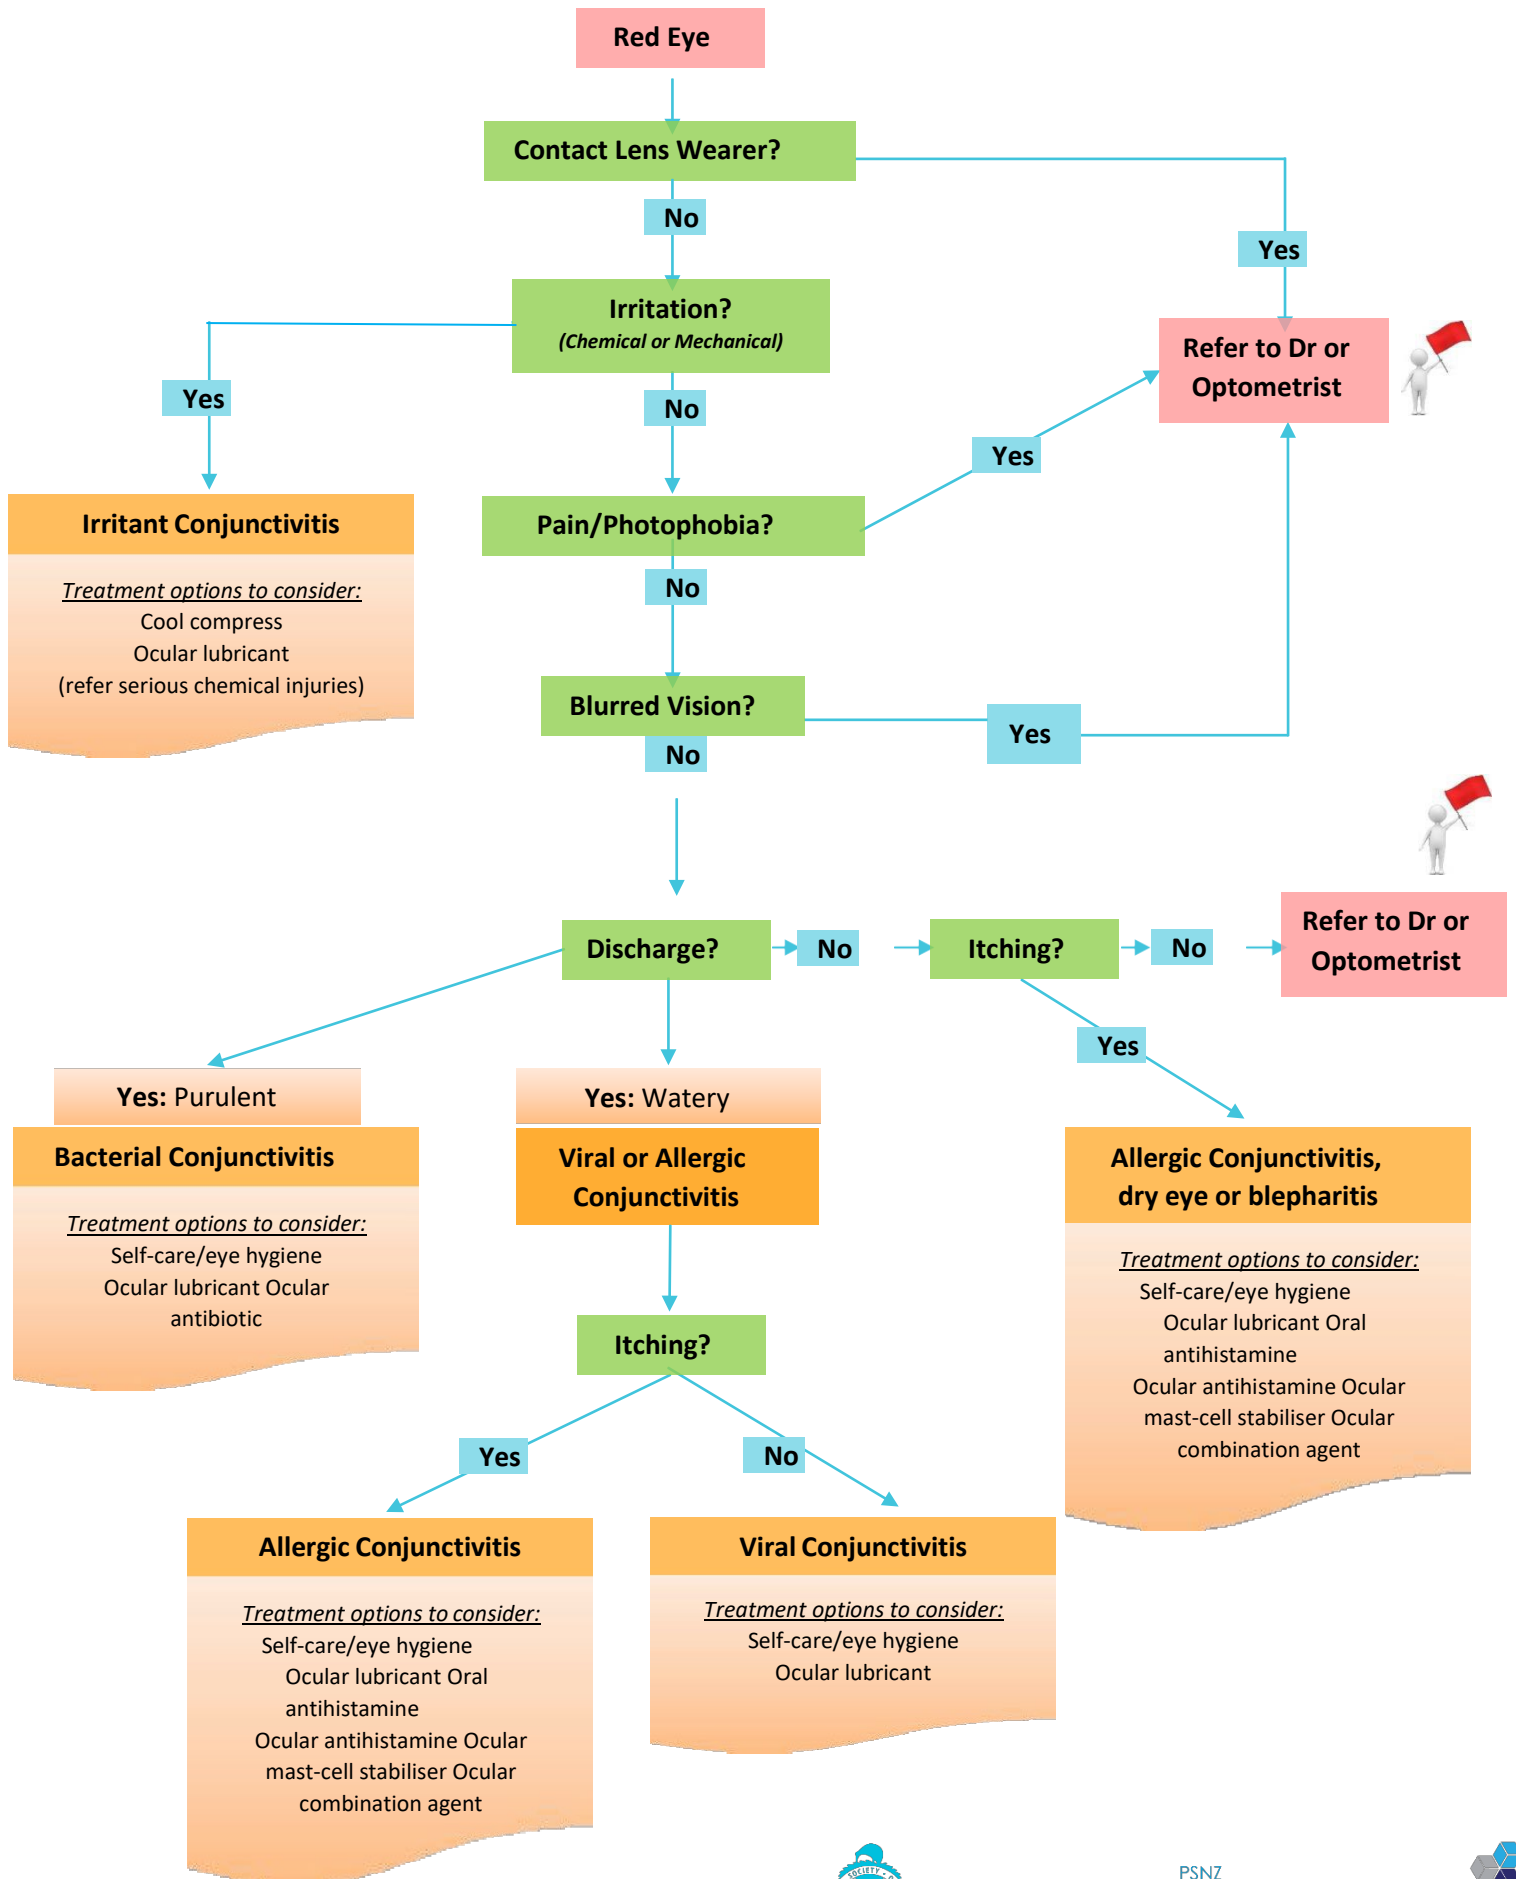 Red Eye
Contact Lens Wearer?
No
Yes
Irritation?
(Chemical or Mechanical)
Refer to Dr or
Optometrist
Yes
No
Yes
Irritant Conjunctivitis
Treatment options to consider:
Cool compress
Ocular lubricant
(refer serious chemical injuries)
Pain/Photophobia?
No
Blurred Vision?
Yes
No
Discharge?
No
Itching?
No
Refer to Dr or
Optometrist
Yes
Yes: Purulent
Bacterial Conjunctivitis
Treatment options to consider:
Self-care/eye hygiene
Ocular lubricant Ocular
antibiotic
Yes: Watery
Viral or Allergic
Conjunctivitis
Allergic Conjunctivitis,
dry eye or blepharitis
Treatment options to consider:
Self-care/eye hygiene
Ocular lubricant Oral
antihistamine
Ocular antihistamine Ocular
mast-cell stabiliser Ocular
combination agent
Itching?
Yes
No
Allergic Conjunctivitis
Treatment options to consider:
Self-care/eye hygiene
Ocular lubricant Oral
antihistamine
Ocular antihistamine Ocular
mast-cell stabiliser Ocular
combination agent
Viral Conjunctivitis
Treatment options to consider:
Self-care/eye hygiene
Ocular lubricant
SOCIETY
PSNZ